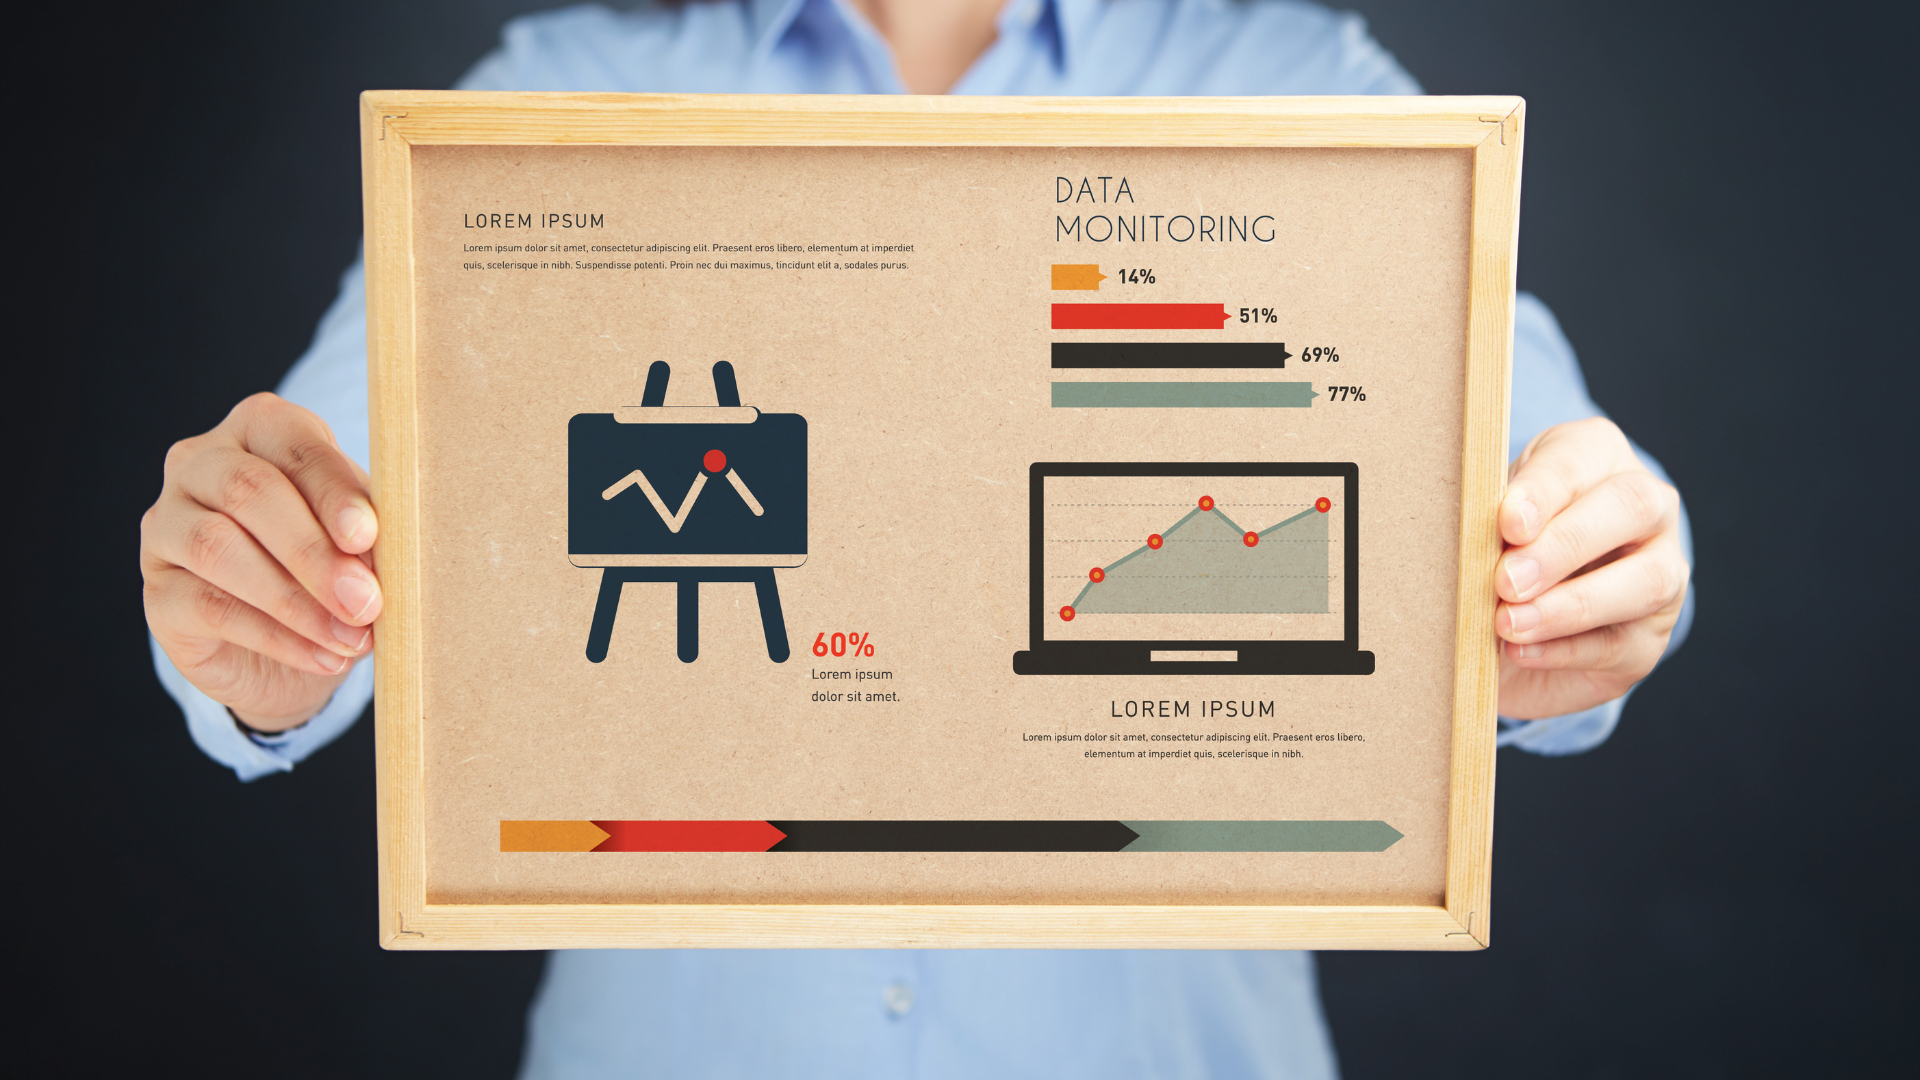 LOREM IPSUM
Lorem ipsum dolor sit amet, consectetur adipiscing elit. Praesent eros libero, elementum at imperdiet
quis, scelerisque in nibh. Suspendisse potenti. Proin nec dui maximus, tincidunt elit a, sodales purus.
60%
Lorem ipsum
dolor sit amet.
DATA
MONITORING
14%
51%
69%
77%
LOREM IPSUM
Lorem ipsum dolor sit amet, consectetur adipiscing elit. Praesent eros libero,
elementum at imperdiet quis, scelerisque in nibh.